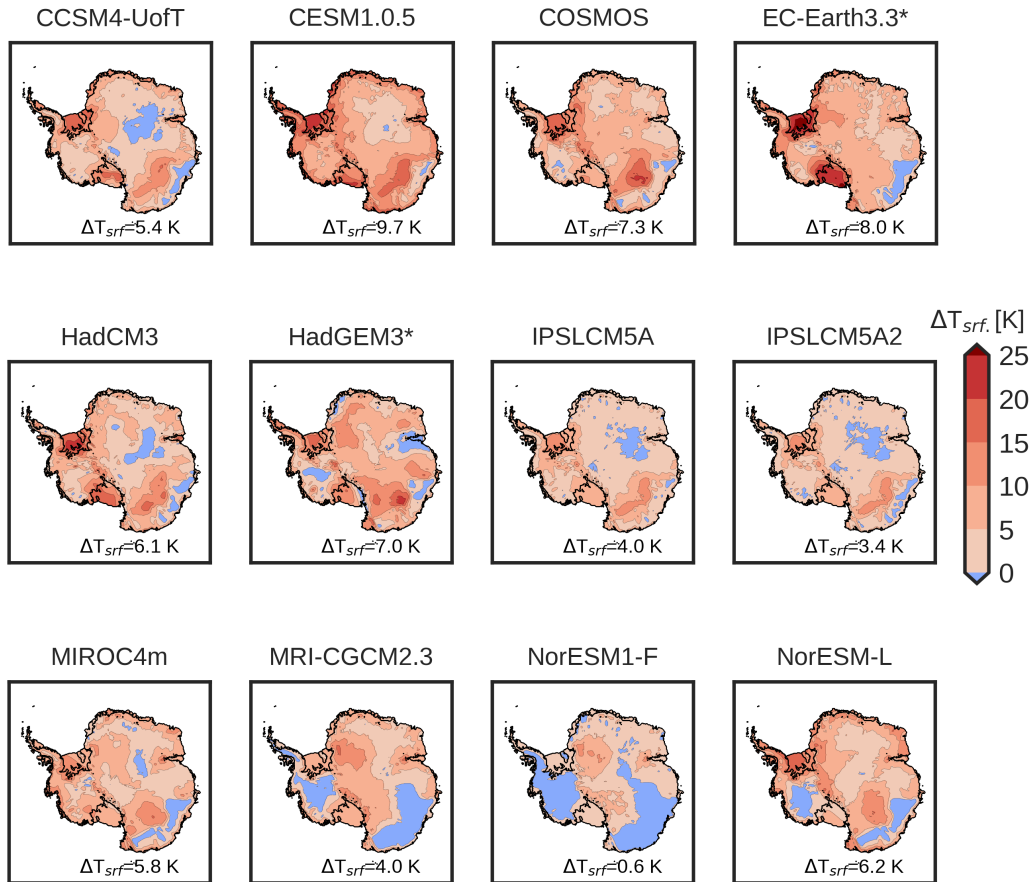 CCSM4-UofT CESM1.0.5 COSMOS EC-Earth3.3*
ΔTsrf=5.4 K ΔTsrf=9.7 K ΔTsrf=7.3 K ΔTsrf=8.0 K
ΔTsrf. [K]
HadCM3 HadGEM3* IPSLCM5A IPSLCM5A2
25
20
15
10
5
0
ΔTsrf=6.1 K ΔTsrf=7.0 K ΔTsrf=4.0 K ΔTsrf=3.4 K
MIROC4m MRI-CGCM2.3 NorESM1-F NorESM-L
ΔTsrf=5.8 K ΔTsrf=4.0 K ΔTsrf=0.6 K ΔTsrf=6.2 K